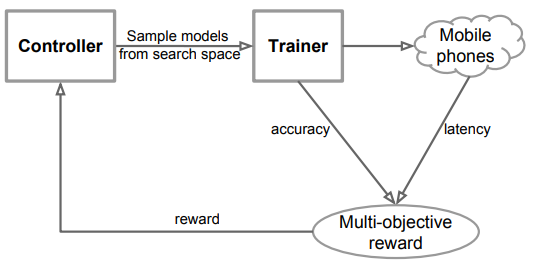 Controller
Sample models
from search space
Trainer
Mobile
phones
accuracy
latency
reward
Multi-objective
reward